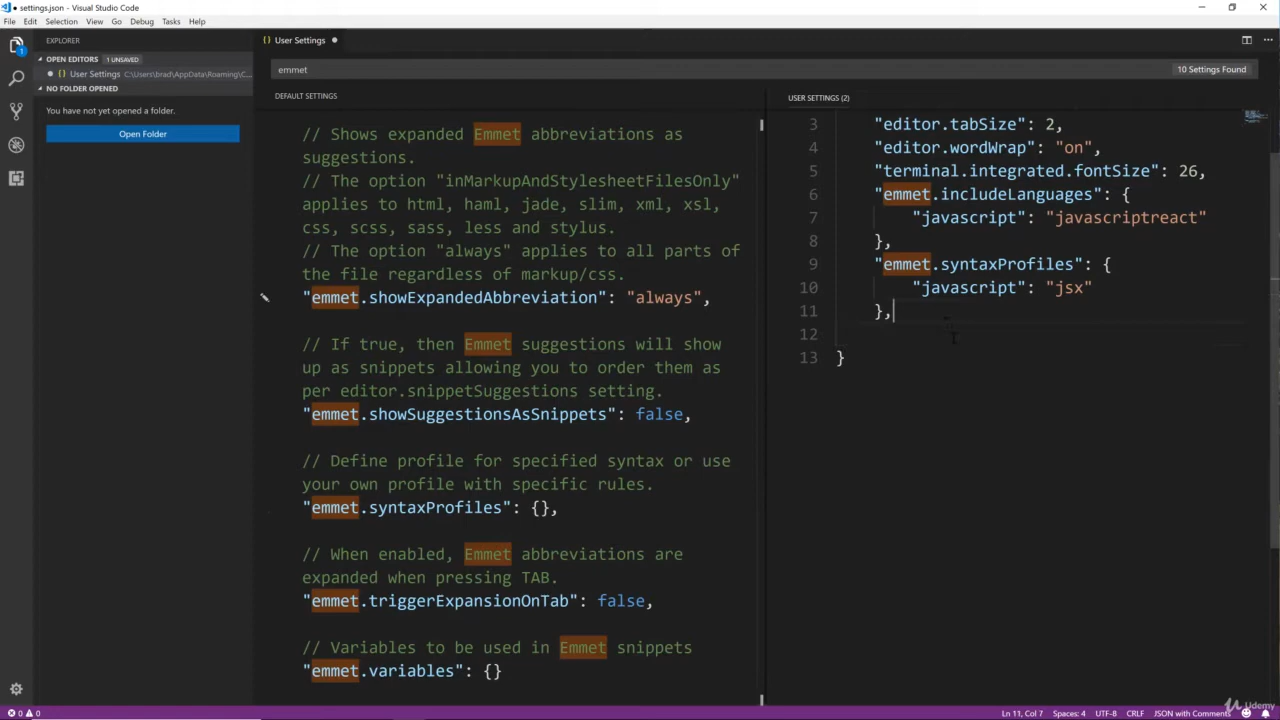 settings.json - Visual Studio Code
File Edit Selection View Go Debug Tasks Help
EXPLORER
OPEN EDITORS 1 UNSAVED
User Settings C:\Users\brad\AppData\Roaming\C...
NO FOLDER OPENED
You have not yet opened a folder.
Open Folder
1
User Settings
emmet
10 Settings Found
DEFAULT SETTINGS
// Shows expanded Emmet abbreviations as
suggestions.
// The option "inMarkupAndStylesheetFilesOnly"
applies to html, haml, jade, slim, xml, xsl,
css, scss, sass, less and stylus.
// The option "always" applies to all parts of
the file regardless of markup/css.
"emmet.showExpandedAbbreviation": "always",
// If true, then Emmet suggestions will show
up as snippets allowing you to order them as
per editor.snippetSuggestions setting.
"emmet.showSuggestionsAsSnippets": false,
// Define profile for specified syntax or use
your own profile with specific rules.
"emmet.syntaxProfiles": {},
// When enabled, Emmet abbreviations are
expanded when pressing TAB.
"emmet.triggerExpansionOnTab": false,
// Variables to be used in Emmet snippets
"emmet.variables": {}
USER SETTINGS (2)
3 "editor.tabSize": 2,
4 "editor.wordWrap": "on",
5 "terminal.integrated.fontSize": 26,
6 "emmet.includeLanguages": {
7 "javascript": "javascriptreact"
8 },
9 "emmet.syntaxProfiles": {
10 "javascript": "jsx"
11 },
12
13 }
0 0
Ln 11, Col 7 Spaces: 4 UTF-8 CRLF JSON with Comments
Udemy